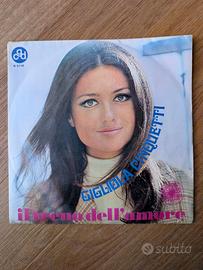 GIGLIOLA CINQUETTI
il treno dell'amore
subito